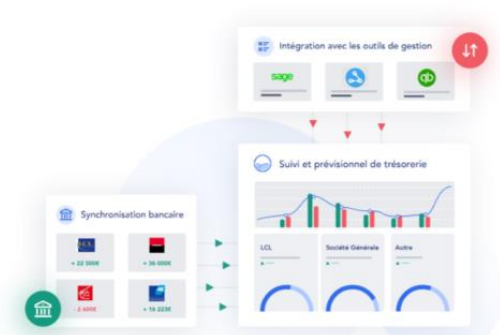 Intégration avec les outils de gestion
sage
qb
Suivi et prévisionnel de trésorerie
Synchronisation bancaire
LCL
+ 22 500€
+ 36 000€
- 2 600€
+ 16 223€
LCL
Société Générale
Autre